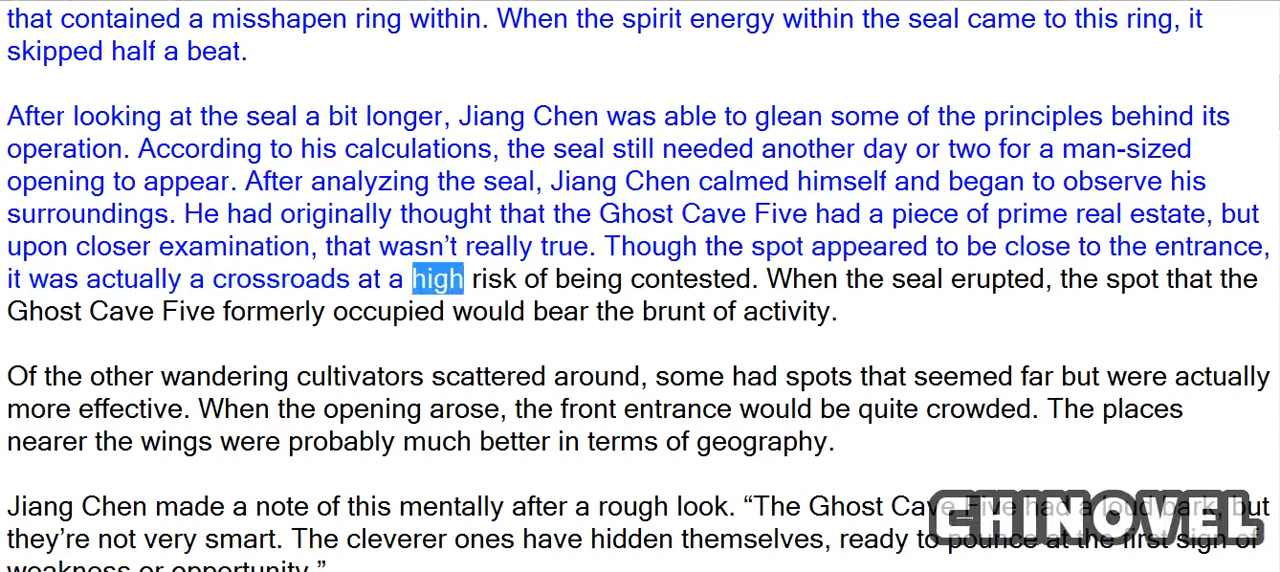 that contained a misshapen ring within. When the spirit energy within the seal came to this ring, it
skipped half a beat.
After looking at the seal a bit longer, Jiang Chen was able to glean some of the principles behind its
operation. According to his calculations, the seal still needed another day or two for a man-sized
opening to appear. After analyzing the seal, Jiang Chen calmed himself and began to observe his
surroundings. He had originally thought that the Ghost Cave Five had a piece of prime real estate, but
upon closer examination, that wasn’t really true. Though the spot appeared to be close to the entrance,
it was actually a crossroads at a high risk of being contested. When the seal erupted, the spot that the
Ghost Cave Five formerly occupied would bear the brunt of activity.
Of the other wandering cultivators scattered around, some had spots that seemed far but were actually
more effective. When the opening arose, the front entrance would be quite crowded. The places
nearer the wings were probably much better in terms of geography.
Jiang Chen made a note of this mentally after a rough look. “The Ghost Cave Five had a loud bark, but
they’re not very smart. The cleverer ones have hidden themselves, ready to pounce at the first sign of
weakness or opportunity.”
CHINOVEL